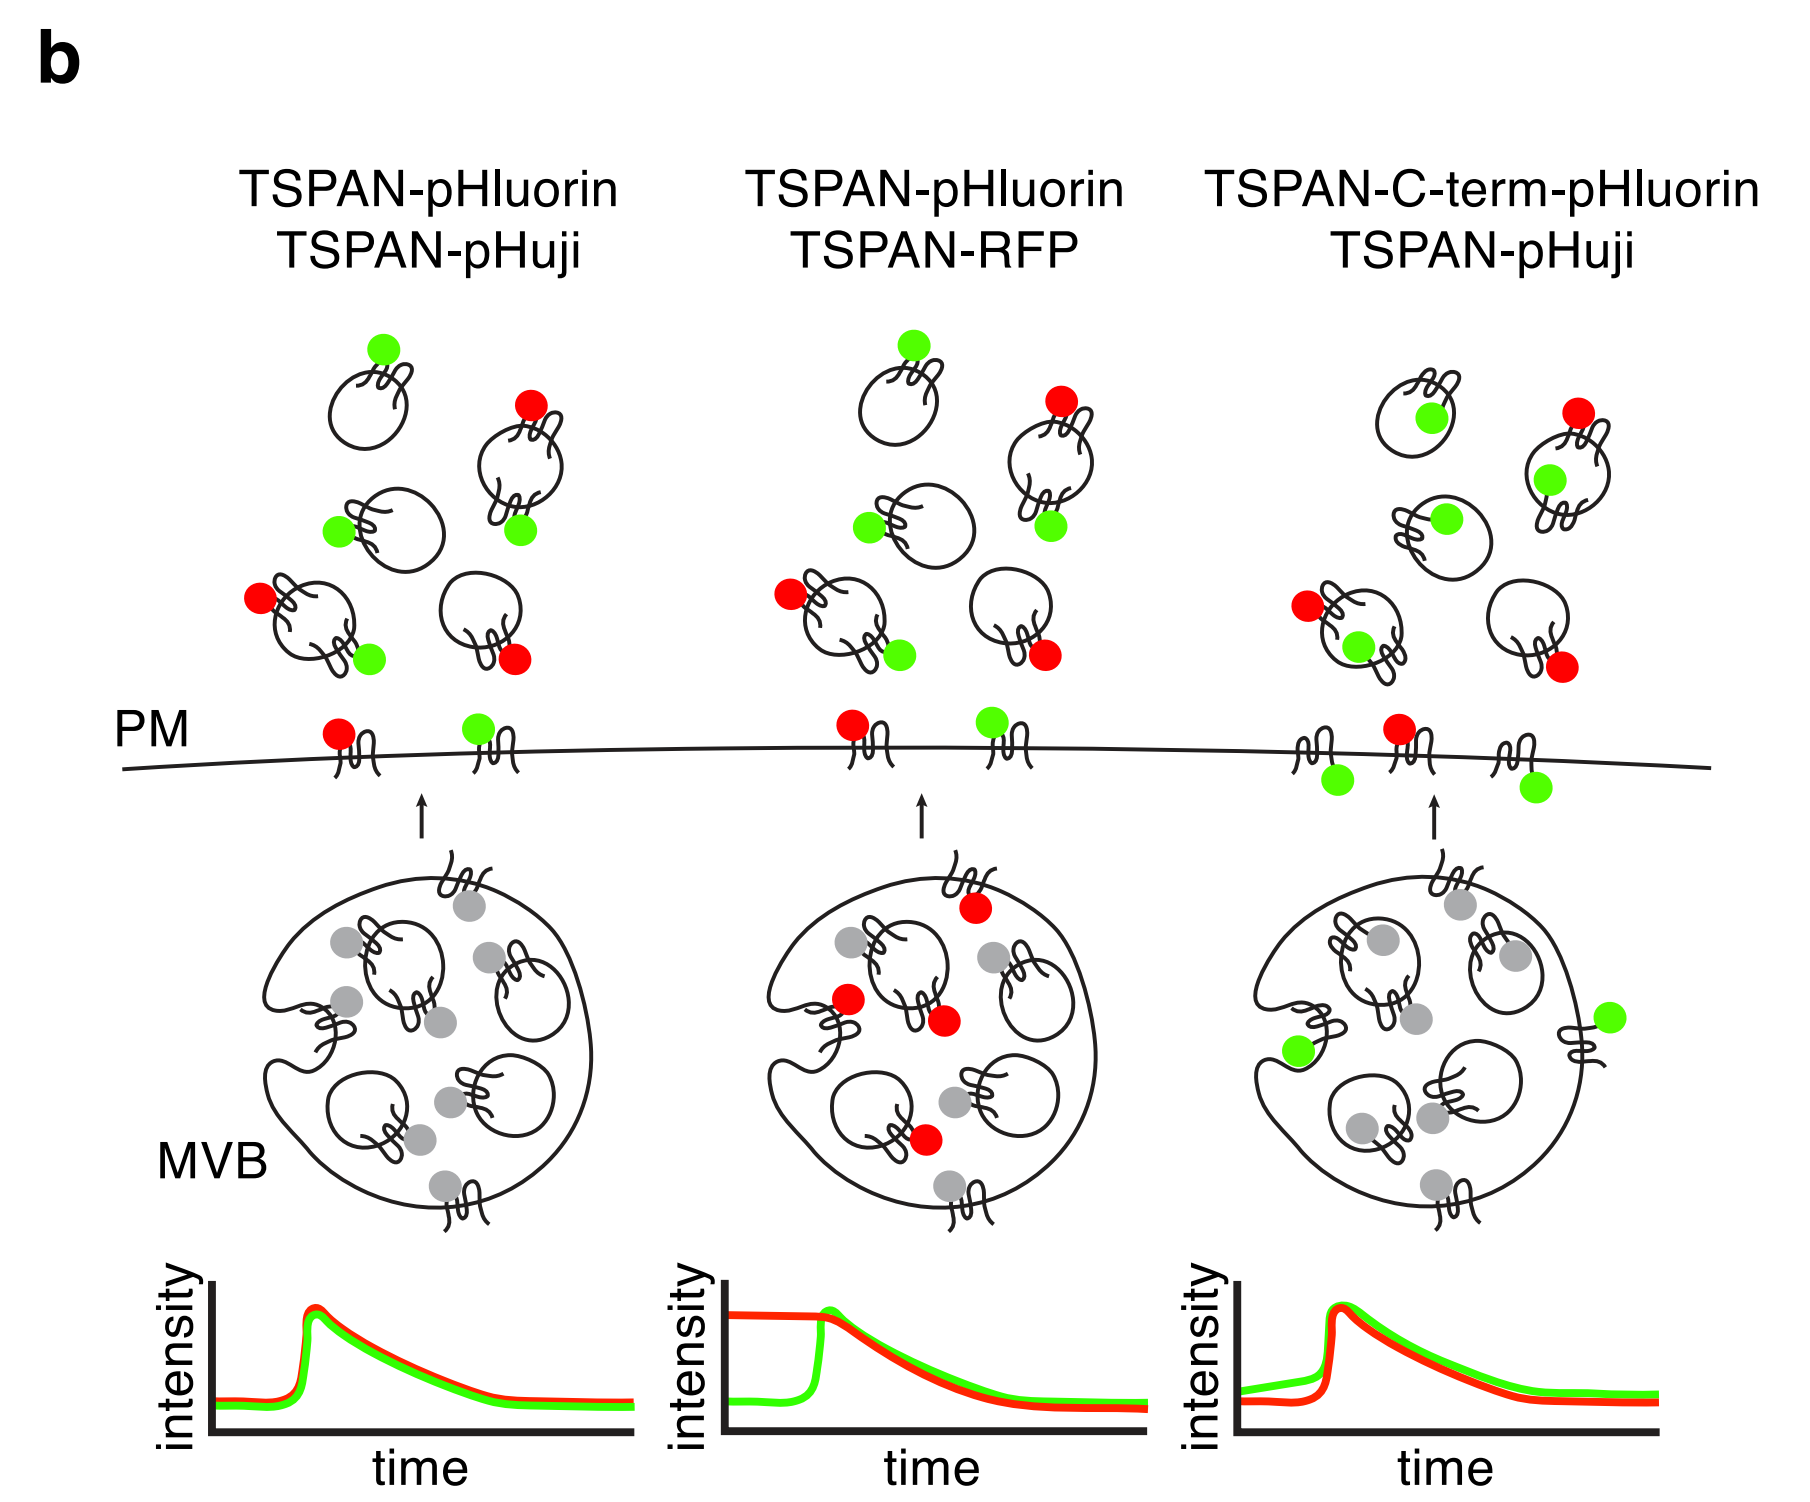 b
TSPAN-pHluorin
TSPAN-pHuji
TSPAN-pHluorin
TSPAN-RFP
TSPAN-C-term-pHluorin
TSPAN-pHuji
PM
MVB
intensity
time
intensity
time
intensity
time